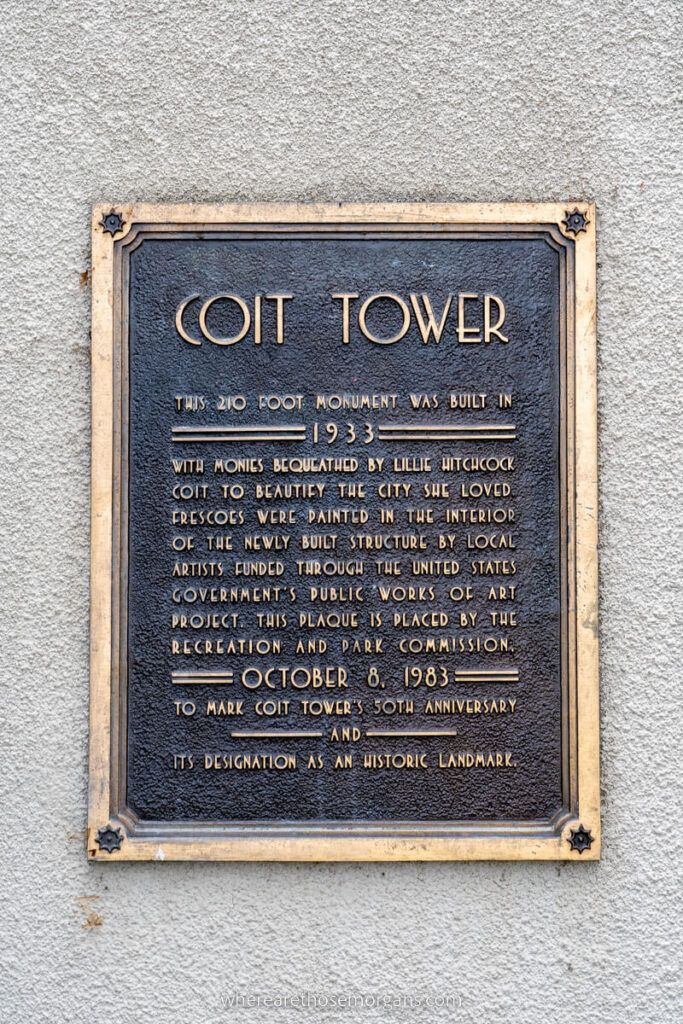 COIT TOWER
THIS 210 FOOT MONUMENT WAS BUILT IN
1933
WITH MONIES BEQUEATHED BY LILLIE HITCHCOCK
COIT TO BEAUTIFY THE CITY SHE LOVED.
FRESCOES WERE PAINTED IN THE INTERIOR
OF THE NEWLY BUILT STRUCTURE BY LOCAL
ARTISTS FUNDED THROUGH THE UNITED STATES
GOVERNMENT'S PUBLIC WORKS OF ART
PROJECT. THIS PLAQUE IS PLACED BY THE
RECREATION AND PARK COMMISSION,
OCTOBER 8, 1983
TO MARK COIT TOWER'S 50TH ANNIVERSARY
AND
ITS DESIGNATION AS AN HISTORIC LANDMARK.
wherearethosemorgans.com